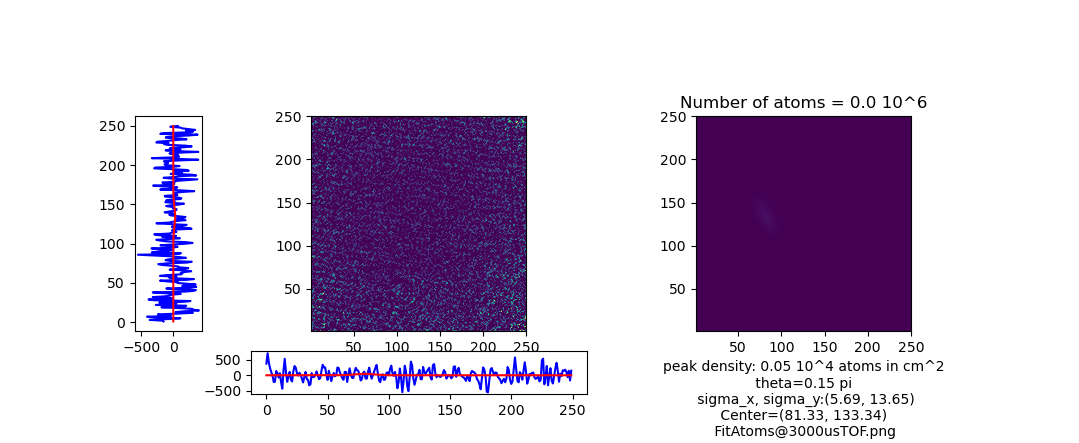 Number of atoms = 0.0 10^6
250
200
150
100
50
0
−500 0
250
200
150
100
50
50 100 150 200 250
250
200
150
100
50
50 100 150 200 250
500
0
−500
0 50 100 150 200 250
peak density: 0.05 10^4 atoms in cm^2
theta=0.15 pi
sigma_x, sigma_y:(5.69, 13.65)
Center=(81.33, 133.34)
FitAtoms@3000usTOF.png